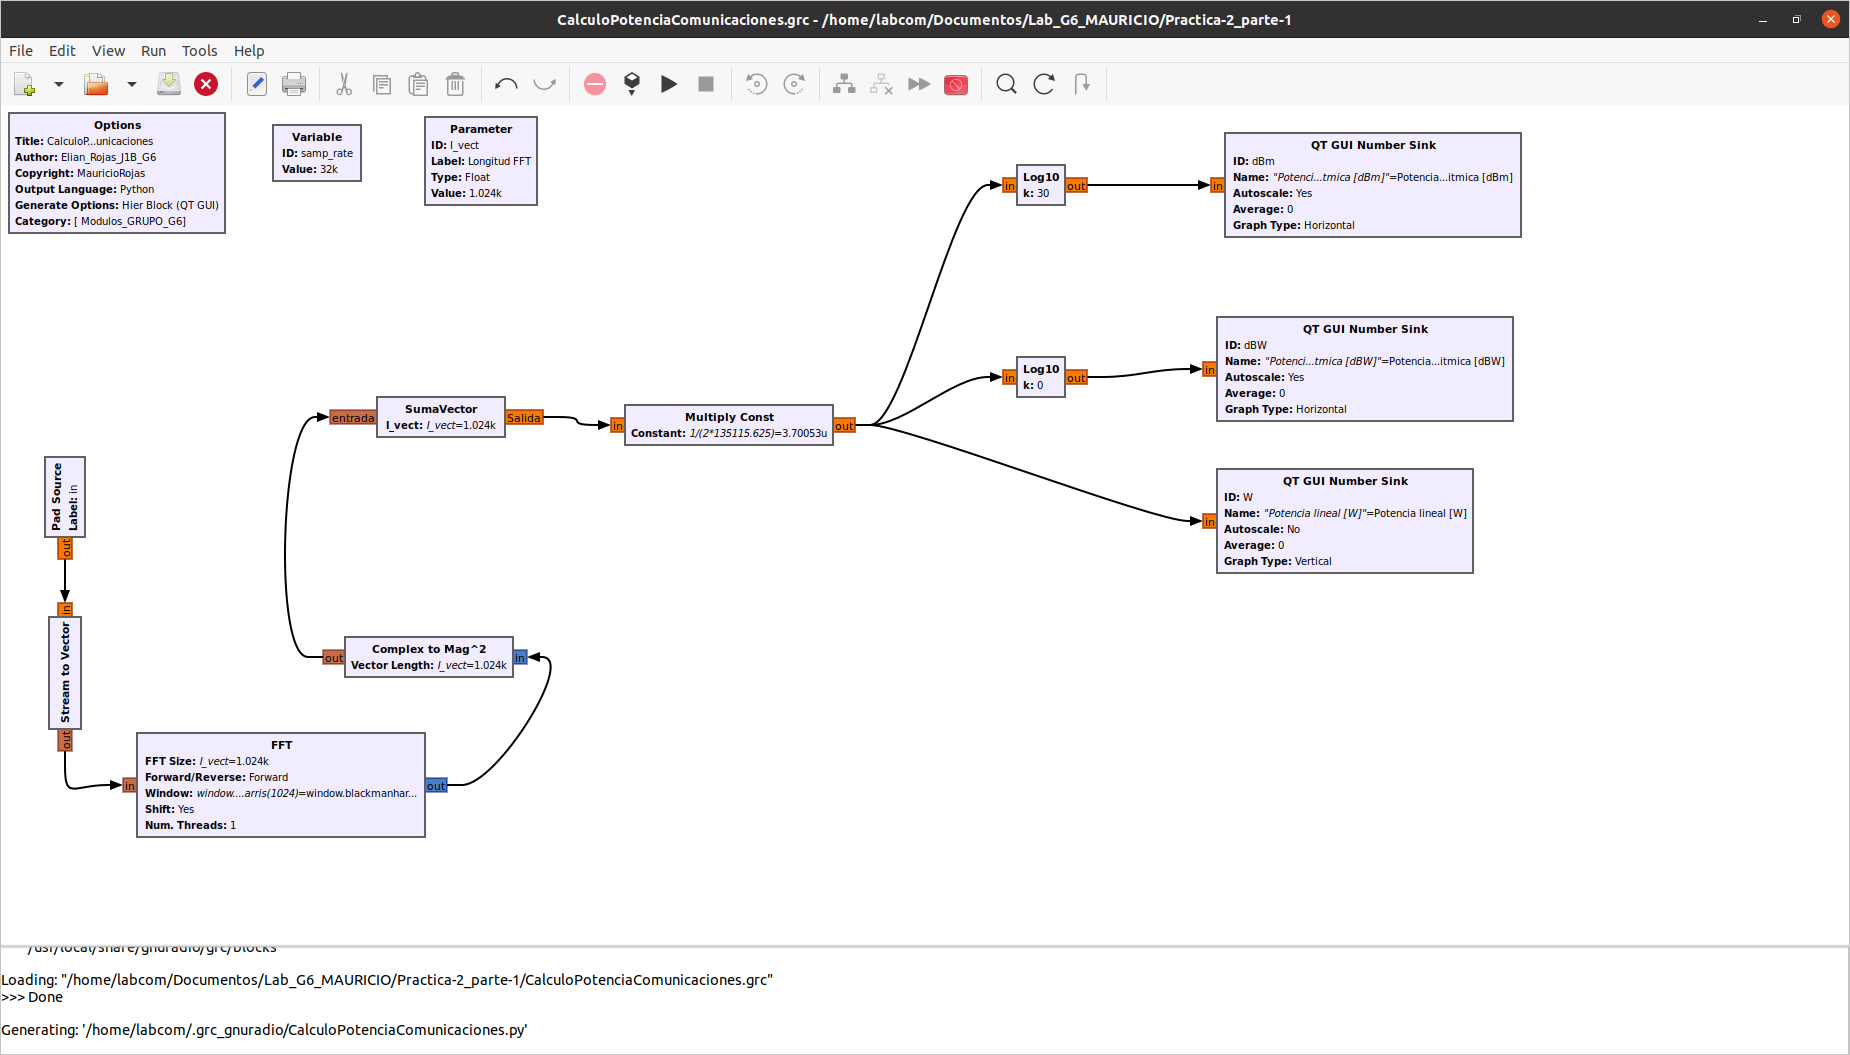 CalculoPotenciaComunicaciones.grc - /home/labcom/Documentos/Lab_G6_MAURICIO/Practica-2_parte-1
File Edit View Run Tools Help
Options
Title: CalculoP...unicaciones
Author: Elian_Rojas_J1B_G6
Copyright: MauricioRojas
Output Language: Python
Generate Options: Hier Block (QT GUI)
Category: [ Modulos_GRUPO_G6]
Variable
ID: samp_rate
Value: 32k
Parameter
ID: l_vect
Label: Longitud FFT
Type: Float
Value: 1.024k
in
Log10
k: 30
out
in
QT GUI Number Sink
ID: dBm
Name: "Potenci...tmica [dBm]"=Potencia...itmica [dBm]
Autoscale: Yes
Average: 0
Graph Type: Horizontal
in
Log10
k: 0
out
in
QT GUI Number Sink
ID: dBW
Name: "Potenci...tmica [dBW]"=Potencia...itmica [dBW]
Autoscale: Yes
Average: 0
Graph Type: Horizontal
entrada
SumaVector
l_vect: l_vect=1.024k
Salida
in
Multiply Const
Constant: 1/(2*135115.625)=3.70053u
out
in
QT GUI Number Sink
ID: W
Name: "Potencia lineal [W]"=Potencia lineal [W]
Autoscale: No
Average: 0
Graph Type: Vertical
Pad Source
Label: in
out
in
Stream to Vector
out
out
Complex to Mag^2
Vector Length: l_vect=1.024k
in
in
FFT
FFT Size: l_vect=1.024k
Forward/Reverse: Forward
Window: window....arris(1024)=window.blackmanhar...
Shift: Yes
Num. Threads: 1
out
/usr/local/share/gnuradio/grc/blocks
Loading: "/home/labcom/Documentos/Lab_G6_MAURICIO/Practica-2_parte-1/CalculoPotenciaComunicaciones.grc"
>>> Done
Generating: '/home/labcom/.grc_gnuradio/CalculoPotenciaComunicaciones.py'